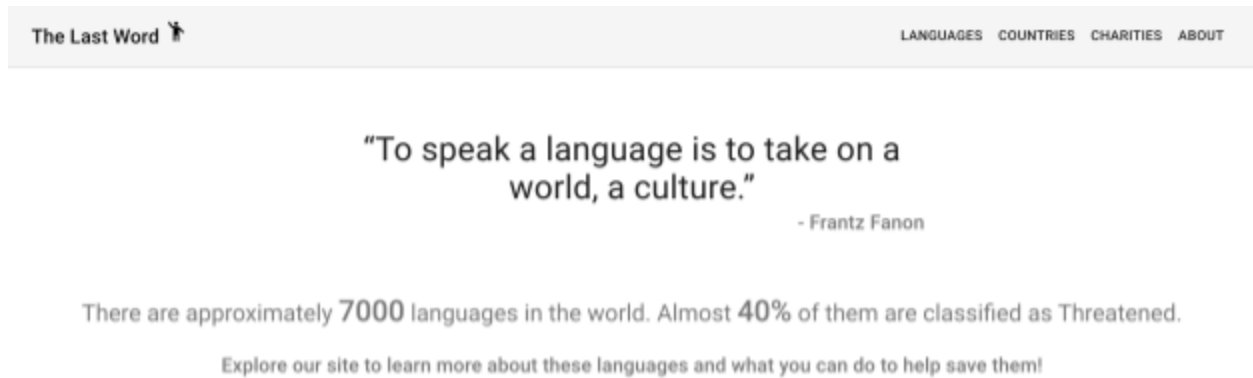 The Last Word
LANGUAGES COUNTRIES CHARITIES ABOUT
“To speak a language is to take on a
world, a culture.”
- Frantz Fanon
There are approximately 7000 languages in the world. Almost 40% of them are classified as Threatened.
Explore our site to learn more about these languages and what you can do to help save them!